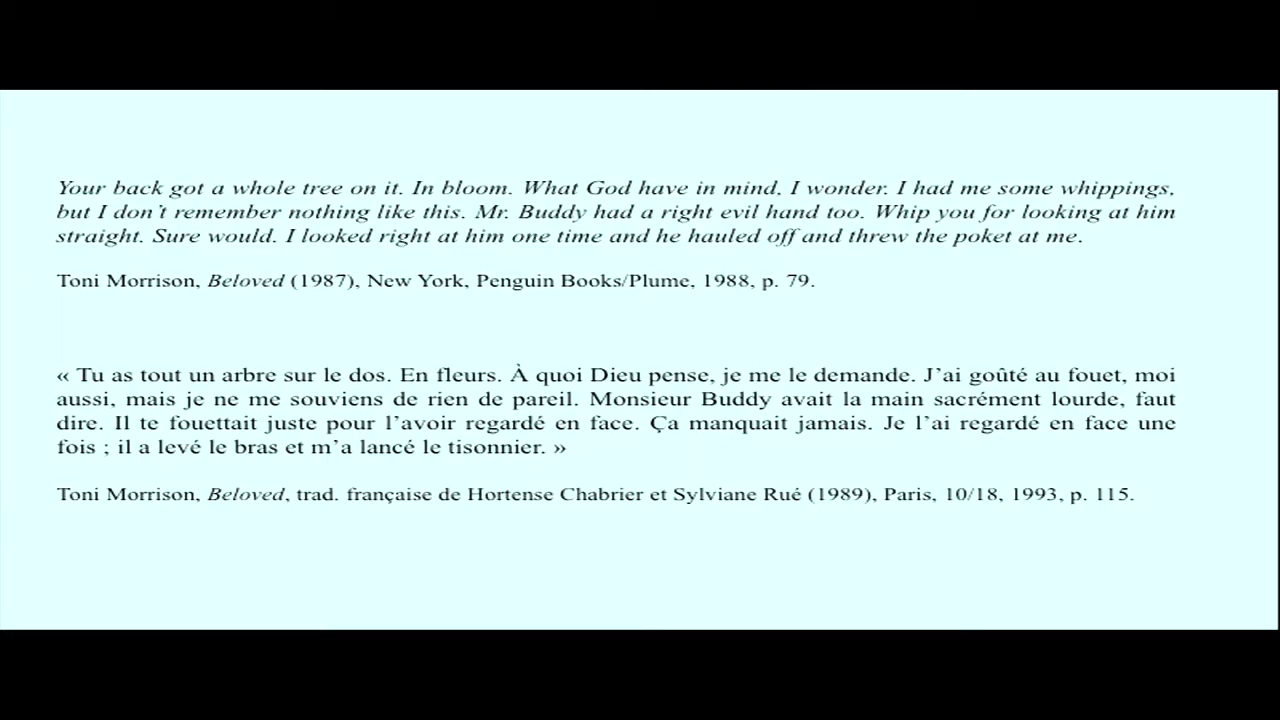 Your back got a whole tree on it. In bloom. What God have in mind, I wonder. I had me some whippings,
but I don't remember nothing like this. Mr. Buddy had a right evil hand too. Whip you for looking at him
straight. Sure would. I looked right at him one time and he hauled off and threw the poket at me.
Toni Morrison, Beloved (1987), New York, Penguin Books/Plume, 1988, p. 79.
« Tu as tout un arbre sur le dos. En fleurs. À quoi Dieu pense, je me le demande. J'ai goûté au fouet, moi
aussi, mais je ne me souviens de rien de pareil. Monsieur Buddy avait la main sacrément lourde, faut
dire. Il te fouettait juste pour l'avoir regardé en face. Ça manquait jamais. Je l'ai regardé en face une
fois ; il a levé le bras et m'a lancé le tisonnier. »
Toni Morrison, Beloved, trad. française de Hortense Chabrier et Sylviane Rué (1989), Paris, 10/18, 1993, p. 115.